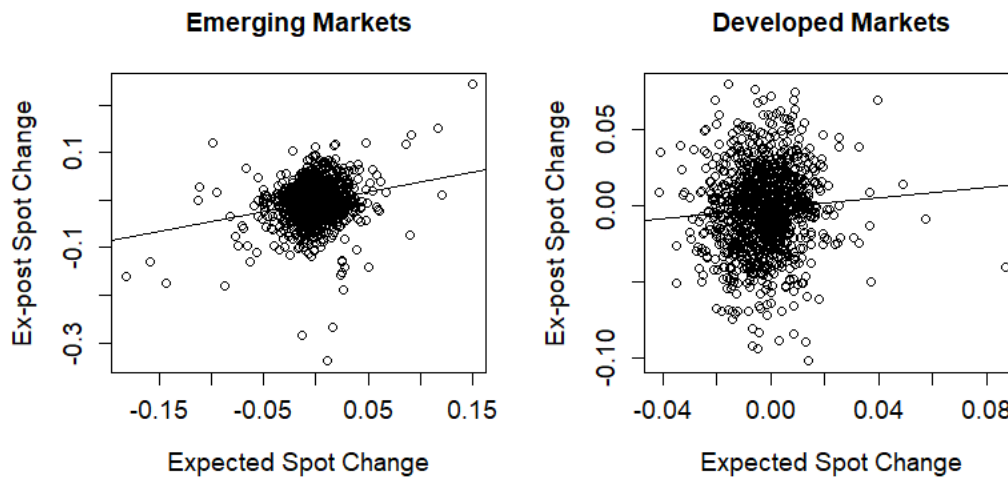 Emerging Markets
Ex-post Spot Change
0.1
-0.1
-0.3
-0.15
-0.05
0.05
0.15
Expected Spot Change
Developed Markets
Ex-post Spot Change
0.05
0.00
-0.10
-0.04
0.00
0.04
0.08
Expected Spot Change